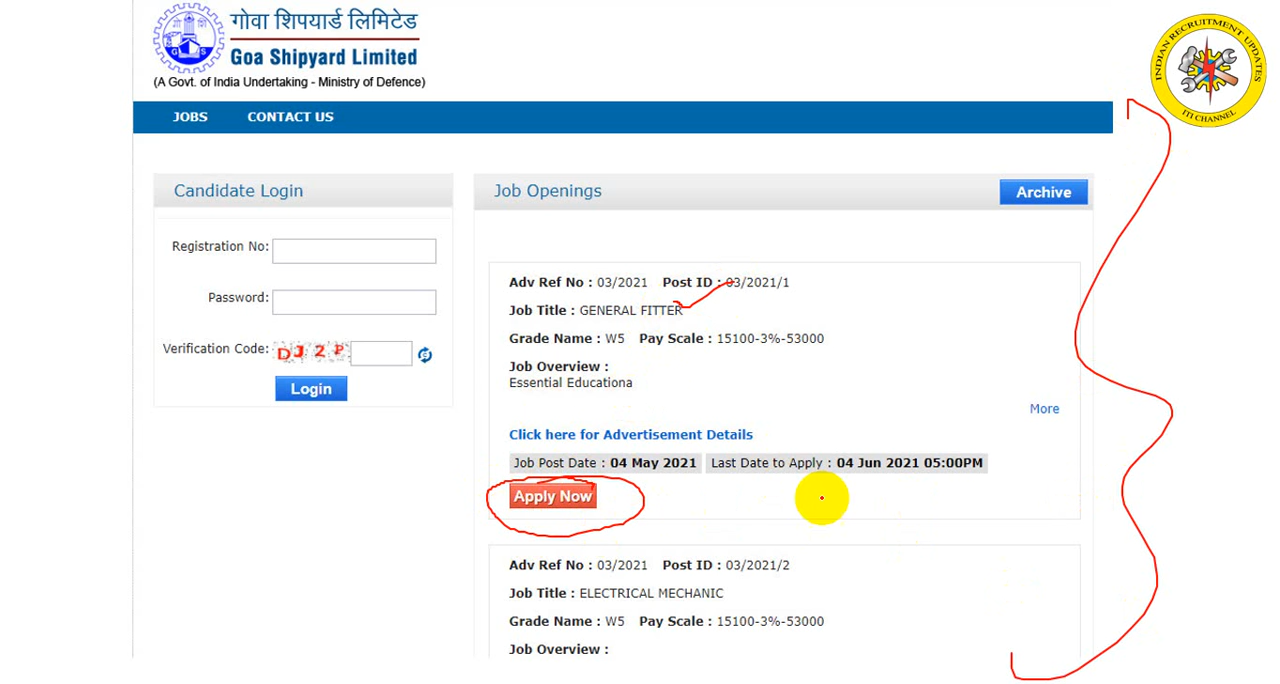 गोवा शिपयार्ड लिमिटेड
Goa Shipyard Limited
(A Govt. of India Undertaking - Ministry of Defence)
INDIAN RECRUITMENT UPDATES
ITI CHANNEL
JOBS CONTACT US
Candidate Login
Registration No:
Password:
Verification Code: DJ2P
Login
Job Openings
Archive
Adv Ref No : 03/2021 Post ID : 03/2021/1
Job Title : GENERAL FITTER
Grade Name : W5 Pay Scale : 15100-3%-53000
Job Overview :
Essential Educationa
More
Click here for Advertisement Details
Job Post Date : 04 May 2021 Last Date to Apply : 04 Jun 2021 05:00PM
Apply Now
Adv Ref No : 03/2021 Post ID : 03/2021/2
Job Title : ELECTRICAL MECHANIC
Grade Name : W5 Pay Scale : 15100-3%-53000
Job Overview :